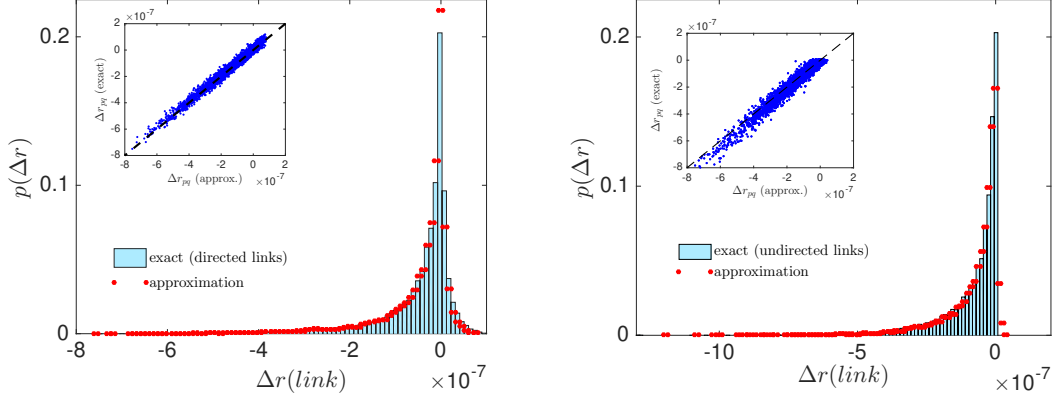 ×10⁻⁷
2
0
-2
-4
-6
-8
Δr_pq (exact)
-8 -6 -4 -2 0 2
Δr_pq (approx.) ×10⁻⁷
0.2
0.1
0
p(Δr)
exact (directed links)
approximation
-8 -6 -4 -2 0
Δr(link) ×10⁻⁷
×10⁻⁷
2
0
-2
-4
-6
-8
Δr_pq (exact)
-8 -6 -4 -2 0 2
Δr_pq (approx.) ×10⁻⁷
0.2
0.1
0
p(Δr)
exact (undirected links)
approximation
-10 -5 0
Δr(link) ×10⁻⁷